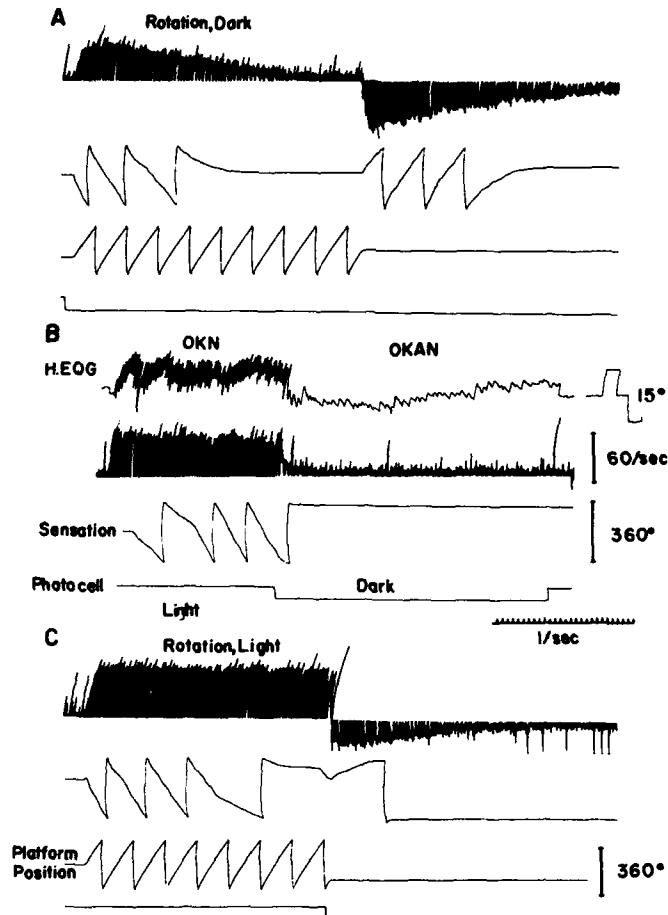 A
Rotation, Dark
B
OKN
OKAN
H.EOG
15°
60/sec
Sensation
360°
Photocell
Dark
Light
1/sec
C
Rotation, Light
Platform
Position
360°